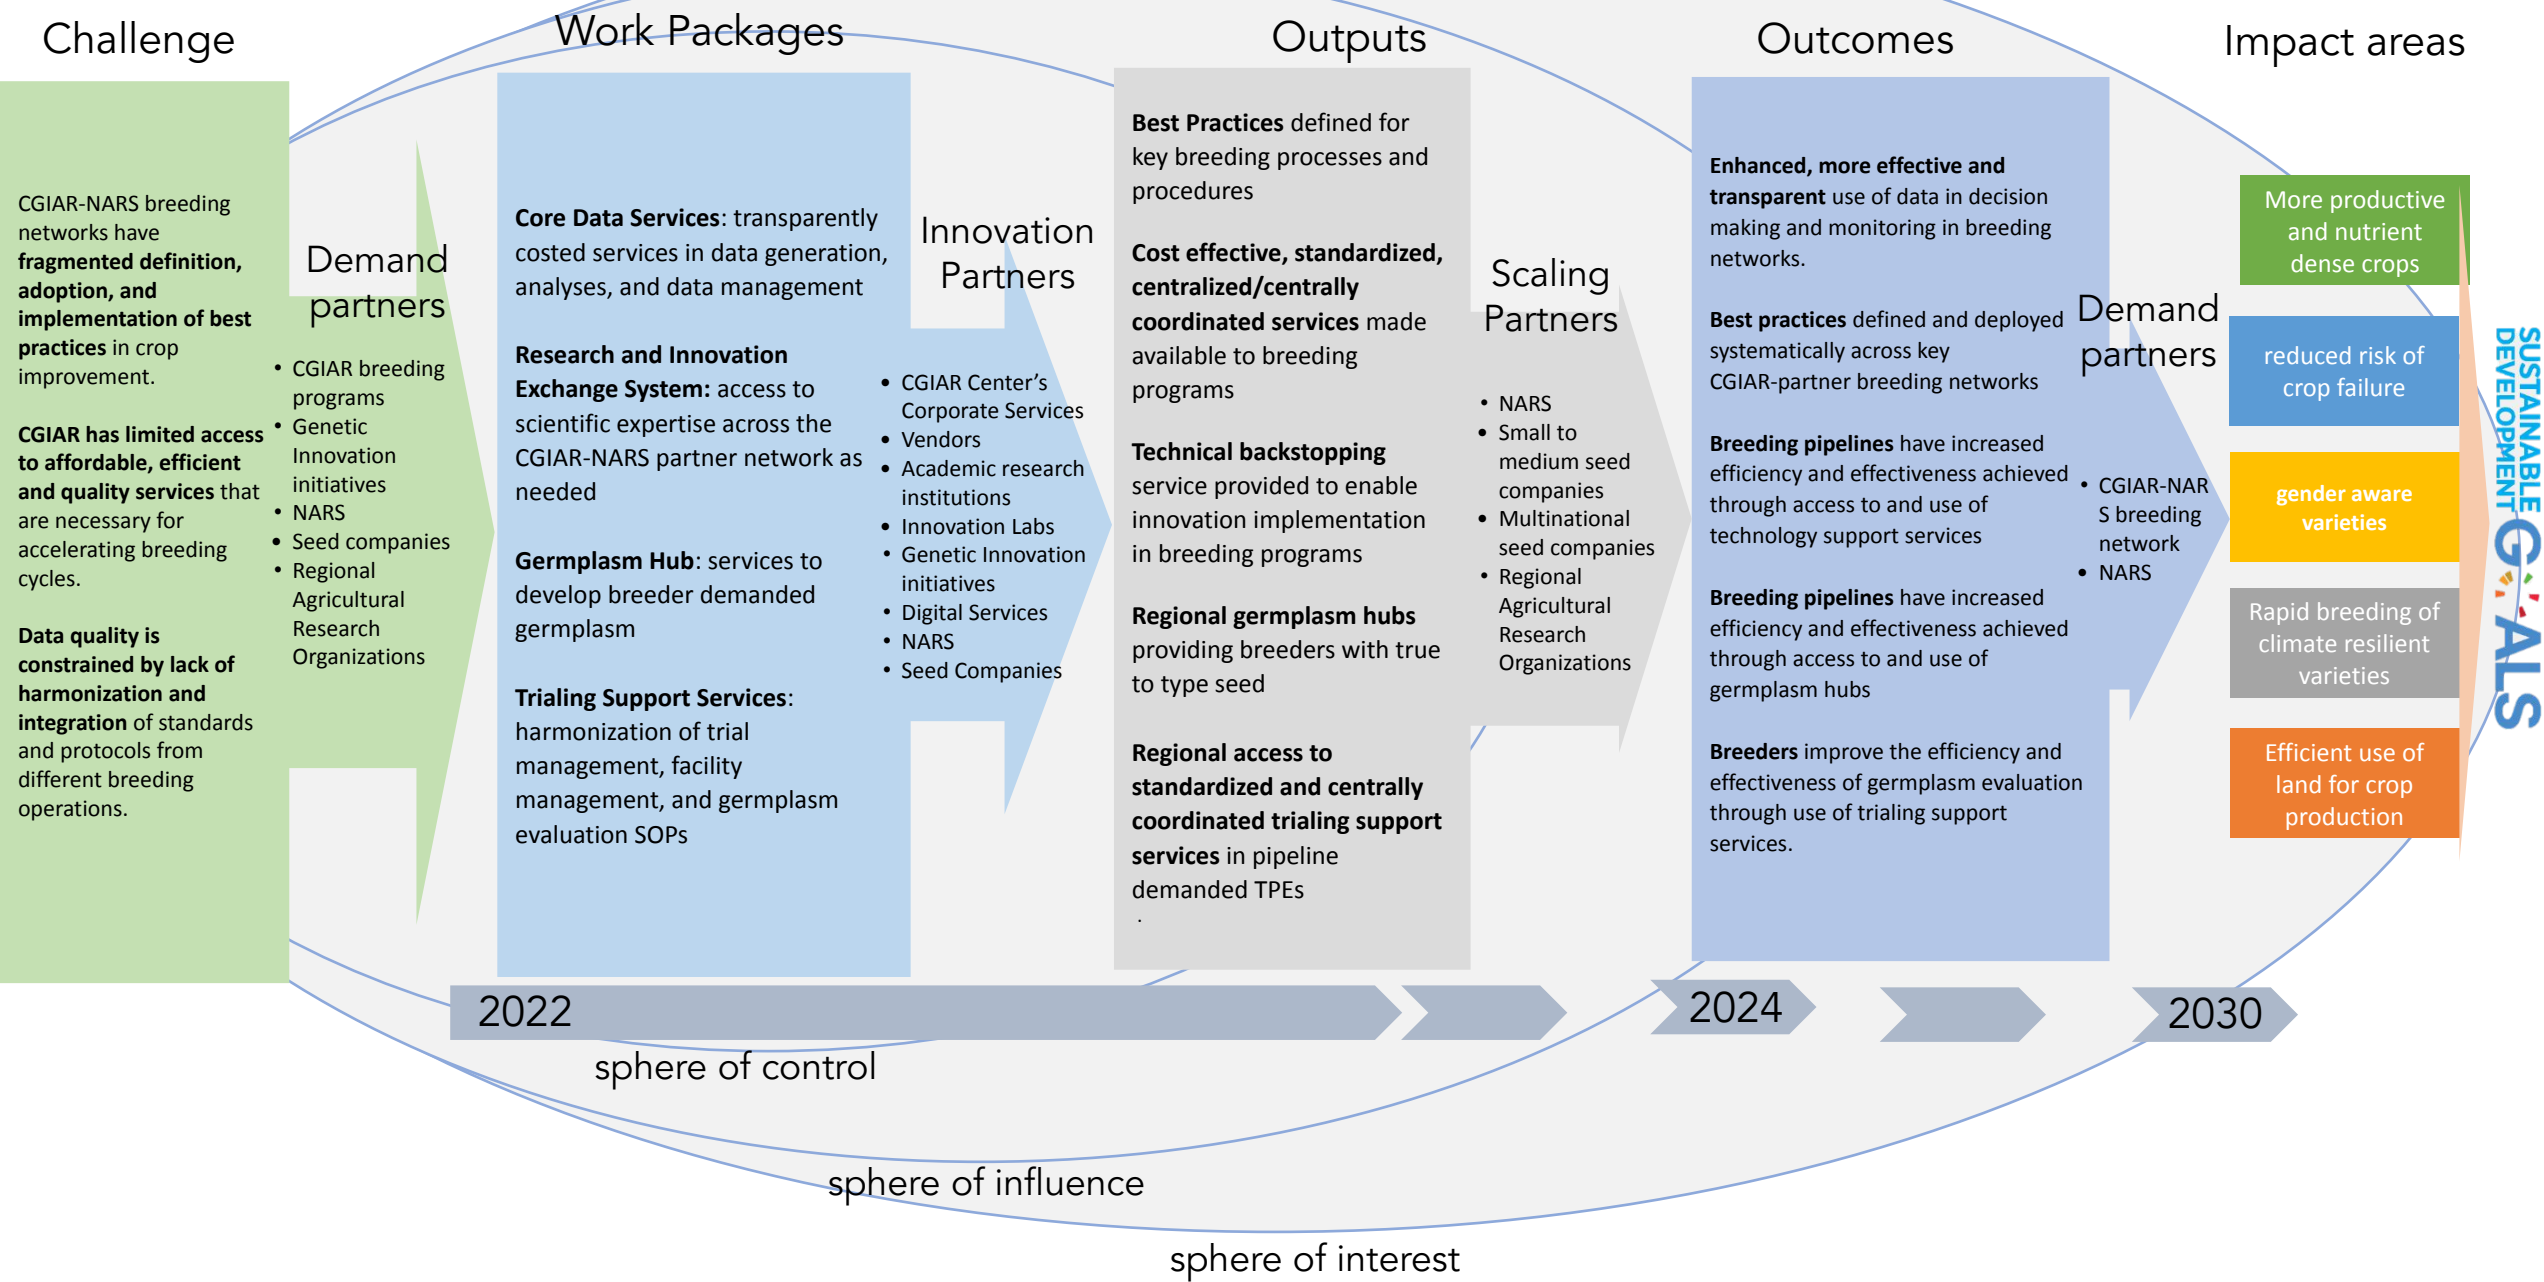 Challenge
CGIAR-NARS breeding
networks have
fragmented definition,
adoption, and
implementation of best
practices in crop
improvement.
CGIAR has limited access
to affordable, efficient
and quality services that
are necessary for
accelerating breeding
cycles.
Data quality is
constrained by lack of
harmonization and
integration of standards
and protocols from
different breeding
operations.
Demand
partners
• CGIAR breeding
programs
• Genetic
Innovation
initiatives
• NARS
• Seed companies
• Regional
Agricultural
Research
Organizations
Work Packages
Core Data Services: transparently
costed services in data generation,
analyses, and data management
Research and Innovation
Exchange System: access to
scientific expertise across the
CGIAR-NARS partner network as
needed
Germplasm Hub: services to
develop breeder demanded
germplasm
Trialing Support Services:
harmonization of trial
management, facility
management, and germplasm
evaluation SOPs
Innovation
Partners
• CGIAR Center's
Corporate Services
• Vendors
• Academic research
institutions
• Innovation Labs
• Genetic Innovation
initiatives
• Digital Services
• NARS
• Seed Companies
Outputs
Best Practices defined for
key breeding processes and
procedures
Cost effective, standardized,
centralized/centrally
coordinated services made
available to breeding
programs
Technical backstopping
service provided to enable
innovation implementation
in breeding programs
Regional germplasm hubs
providing breeders with true
to type seed
Regional access to
standardized and centrally
coordinated trialing support
services in pipeline
demanded TPEs
.
Scaling
Partners
• NARS
• Small to
medium seed
companies
• Multinational
seed companies
• Regional
Agricultural
Research
Organizations
Outcomes
Enhanced, more effective and
transparent use of data in decision
making and monitoring in breeding
networks.
Best practices defined and deployed
systematically across key
CGIAR-partner breeding networks
Breeding pipelines have increased
efficiency and effectiveness achieved
through access to and use of
technology support services
Breeding pipelines have increased
efficiency and effectiveness achieved
through access to and use of
germplasm hubs
Breeders improve the efficiency and
effectiveness of germplasm evaluation
through use of trialing support
services.
Demand
partners
• CGIAR-NAR
S breeding
network
• NARS
Impact areas
More productive
and nutrient
dense crops
reduced risk of
crop failure
gender aware
varieties
Rapid breeding of
climate resilient
varieties
Efficient use of
land for crop
production
SUSTAINABLE
DEVELOPMENT
GOALS
2022
2024
2030
sphere of control
sphere of influence
sphere of interest